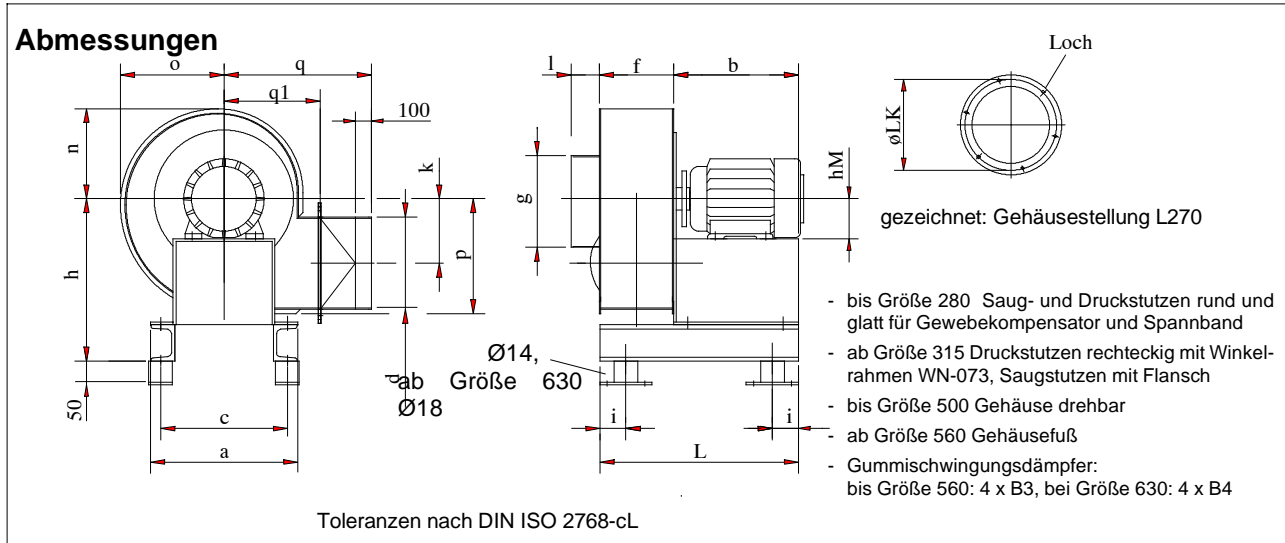 Abmessungen
o
q
q1
100
n
k
h
p
d
50
c
a
l
f
b
g
hM
i
i
L
Ø14,
ab Größe 630
Ø18
Loch
øLK
gezeichnet: Gehäusestellung L270
- bis Größe 280 Saug- und Druckstutzen rund und
glatt für Gewebekompensator und Spannband
- ab Größe 315 Druckstutzen rechteckig mit Winkel-
rahmen WN-073, Saugstutzen mit Flansch
- bis Größe 500 Gehäuse drehbar
- ab Größe 560 Gehäusefuß
- Gummischwingungsdämpfer:
bis Größe 560: 4 x B3, bei Größe 630: 4 x B4
Toleranzen nach DIN ISO 2768-cL